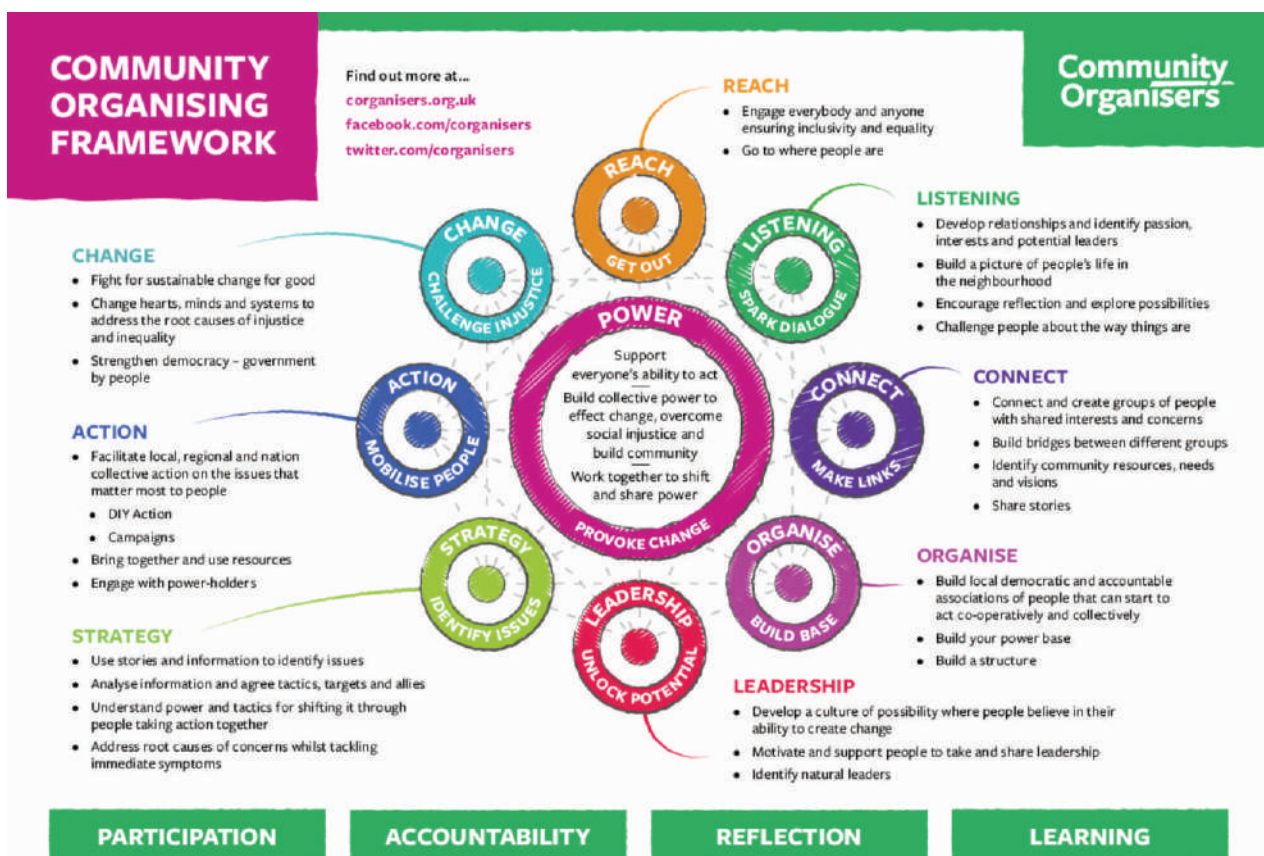 COMMUNITY
ORGANISING
FRAMEWORK
Find out more at...
corganisers.org.uk
facebook.com/corganisers
twitter.com/corganisers
Community
Organisers
REACH
• Engage everybody and anyone
ensuring inclusivity and equality
• Go to where people are
REACH
GET OUT
LISTENING
• Develop relationships and identify passion,
interests and potential leaders
• Build a picture of people's life in
the neighbourhood
• Encourage reflection and explore possibilities
• Challenge people about the way things are
LISTENING
SPARK DIALOGUE
CONNECT
• Connect and create groups of people
with shared interests and concerns
• Build bridges between different groups
• Identify community resources, needs
and visions
• Share stories
CONNECT
MAKE LINKS
ORGANISE
• Build local democratic and accountable
associations of people that can start to
act co-operatively and collectively
• Build your power base
• Build a structure
ORGANISE
BUILD BASE
LEADERSHIP
• Develop a culture of possibility where people believe in their
ability to create change
• Motivate and support people to take and share leadership
• Identify natural leaders
LEADERSHIP
UNLOCK POTENTIAL
STRATEGY
• Use stories and information to identify issues
• Analyse information and agree tactics, targets and allies
• Understand power and tactics for shifting it through
people taking action together
• Address root causes of concerns whilst tackling
immediate symptoms
STRATEGY
IDENTIFY ISSUES
ACTION
• Facilitate local, regional and nation
collective action on the issues that
matter most to people
• DIY Action
• Campaigns
• Bring together and use resources
• Engage with power-holders
ACTION
MOBILISE PEOPLE
CHANGE
• Fight for sustainable change for good
• Change hearts, minds and systems to
address the root causes of injustice
and inequality
• Strengthen democracy – government
by people
CHANGE
CHALLENGE INJUSTICE
POWER
Support
everyone's ability to act
Build collective power to
effect change, overcome
social injustice and
build community
Work together to shift
and share power
PROVOKE CHANGE
PARTICIPATION
ACCOUNTABILITY
REFLECTION
LEARNING